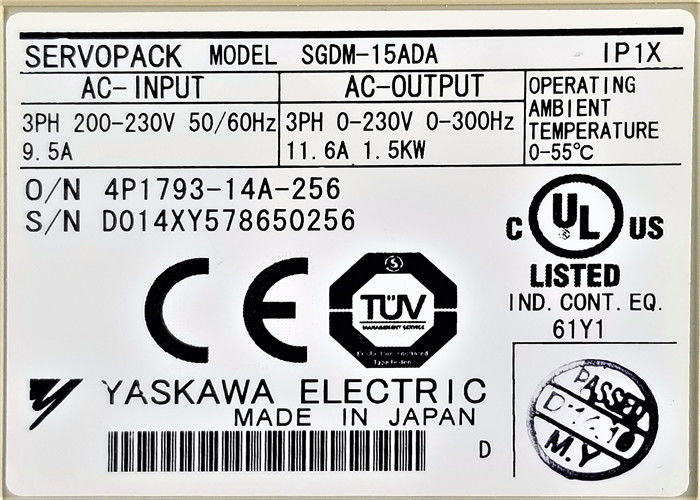 SERVOPACK MODEL SGDM-15ADA IP1X
AC-INPUT
3PH 200-230V 50/60Hz
9.5A
AC-OUTPUT
3PH 0-230V 0-300Hz
11.6A 1.5KW
OPERATING
AMBIENT
TEMPERATURE
0-55℃
O/N 4P1793-14A-256
S/N D014XY578650256
C UL US
LISTED
IND. CONT. EQ.
61Y1
CE
TÜV
MANAGEMENT SERVICE
YASKAWA ELECTRIC
MADE IN JAPAN
D
PASSED
M.Y